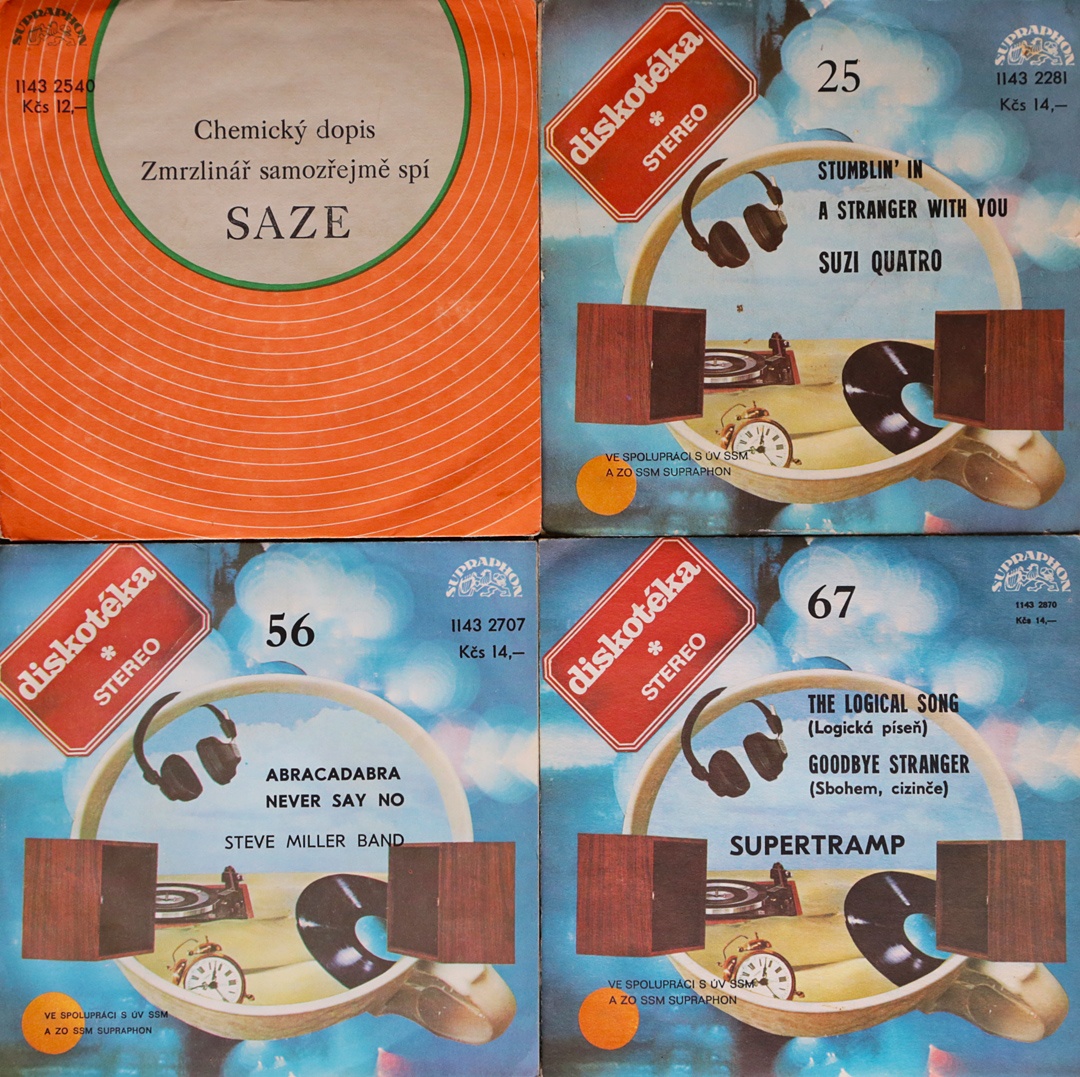 SUPRAPHON
1143 2540
Kčs 12,—
Chemický dopis
Zmrzlinář samozřejmě spí
SAZE
diskotéka
*
STEREO
25
SUPRAPHON
1143 2281
Kčs 14,—
STUMBLIN' IN
A STRANGER WITH YOU
SUZI QUATRO
VE SPOLUPRÁCI S ÚV SSM
A ZO SSM SUPRAPHON
diskotéka
*
STEREO
56
SUPRAPHON
1143 2707
Kčs 14,—
ABRACADABRA
NEVER SAY NO
STEVE MILLER BAND
VE SPOLUPRÁCI S ÚV SSM
A ZO SSM SUPRAPHON
diskotéka
*
STEREO
67
SUPRAPHON
1143 2870
Kčs 14,—
THE LOGICAL SONG
(Logická píseň)
GOODBYE STRANGER
(Sbohem, cizinče)
SUPERTRAMP
VE SPOLUPRÁCI S ÚV SSM
A ZO SSM SUPRAPHON